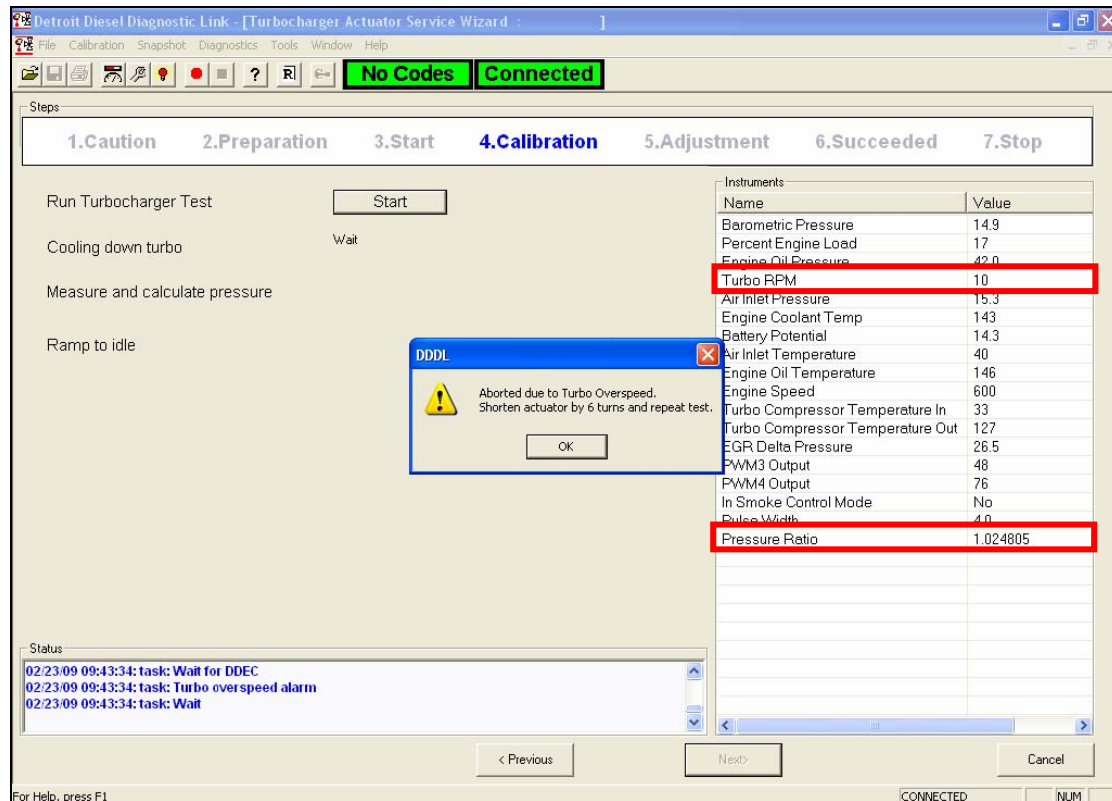 Detroit Diesel Diagnostic Link - [Turbocharger Actuator Service Wizard : ]
File Calibration Snapshot Diagnostics Tools Window Help
No Codes Connected
Steps
1.Caution 2.Preparation 3.Start 4.Calibration 5.Adjustment 6.Succeeded 7.Stop
Run Turbocharger Test Start
Cooling down turbo Wait
Measure and calculate pressure
Ramp to idle
DDDL
Aborted due to Turbo Overspeed.
Shorten actuator by 6 turns and repeat test.
OK
Instruments
Name Value
Barometric Pressure 14.9
Percent Engine Load 17
Engine Oil Pressure 42.0
Turbo RPM 10
Air Inlet Pressure 15.3
Engine Coolant Temp 143
Battery Potential 14.3
Air Inlet Temperature 40
Engine Oil Temperature 146
Engine Speed 600
Turbo Compressor Temperature In 33
Turbo Compressor Temperature Out 127
EGR Delta Pressure 26.5
PWM3 Output 48
PWM4 Output 76
In Smoke Control Mode No
Pulse Width 4.0
Pressure Ratio 1.024805
Status
02/23/09 09:43:34: task: Wait for DDEC
02/23/09 09:43:34: task: Turbo overspeed alarm
02/23/09 09:43:34: task: Wait
< Previous Next> Cancel
For Help, press F1 CONNECTED NUM